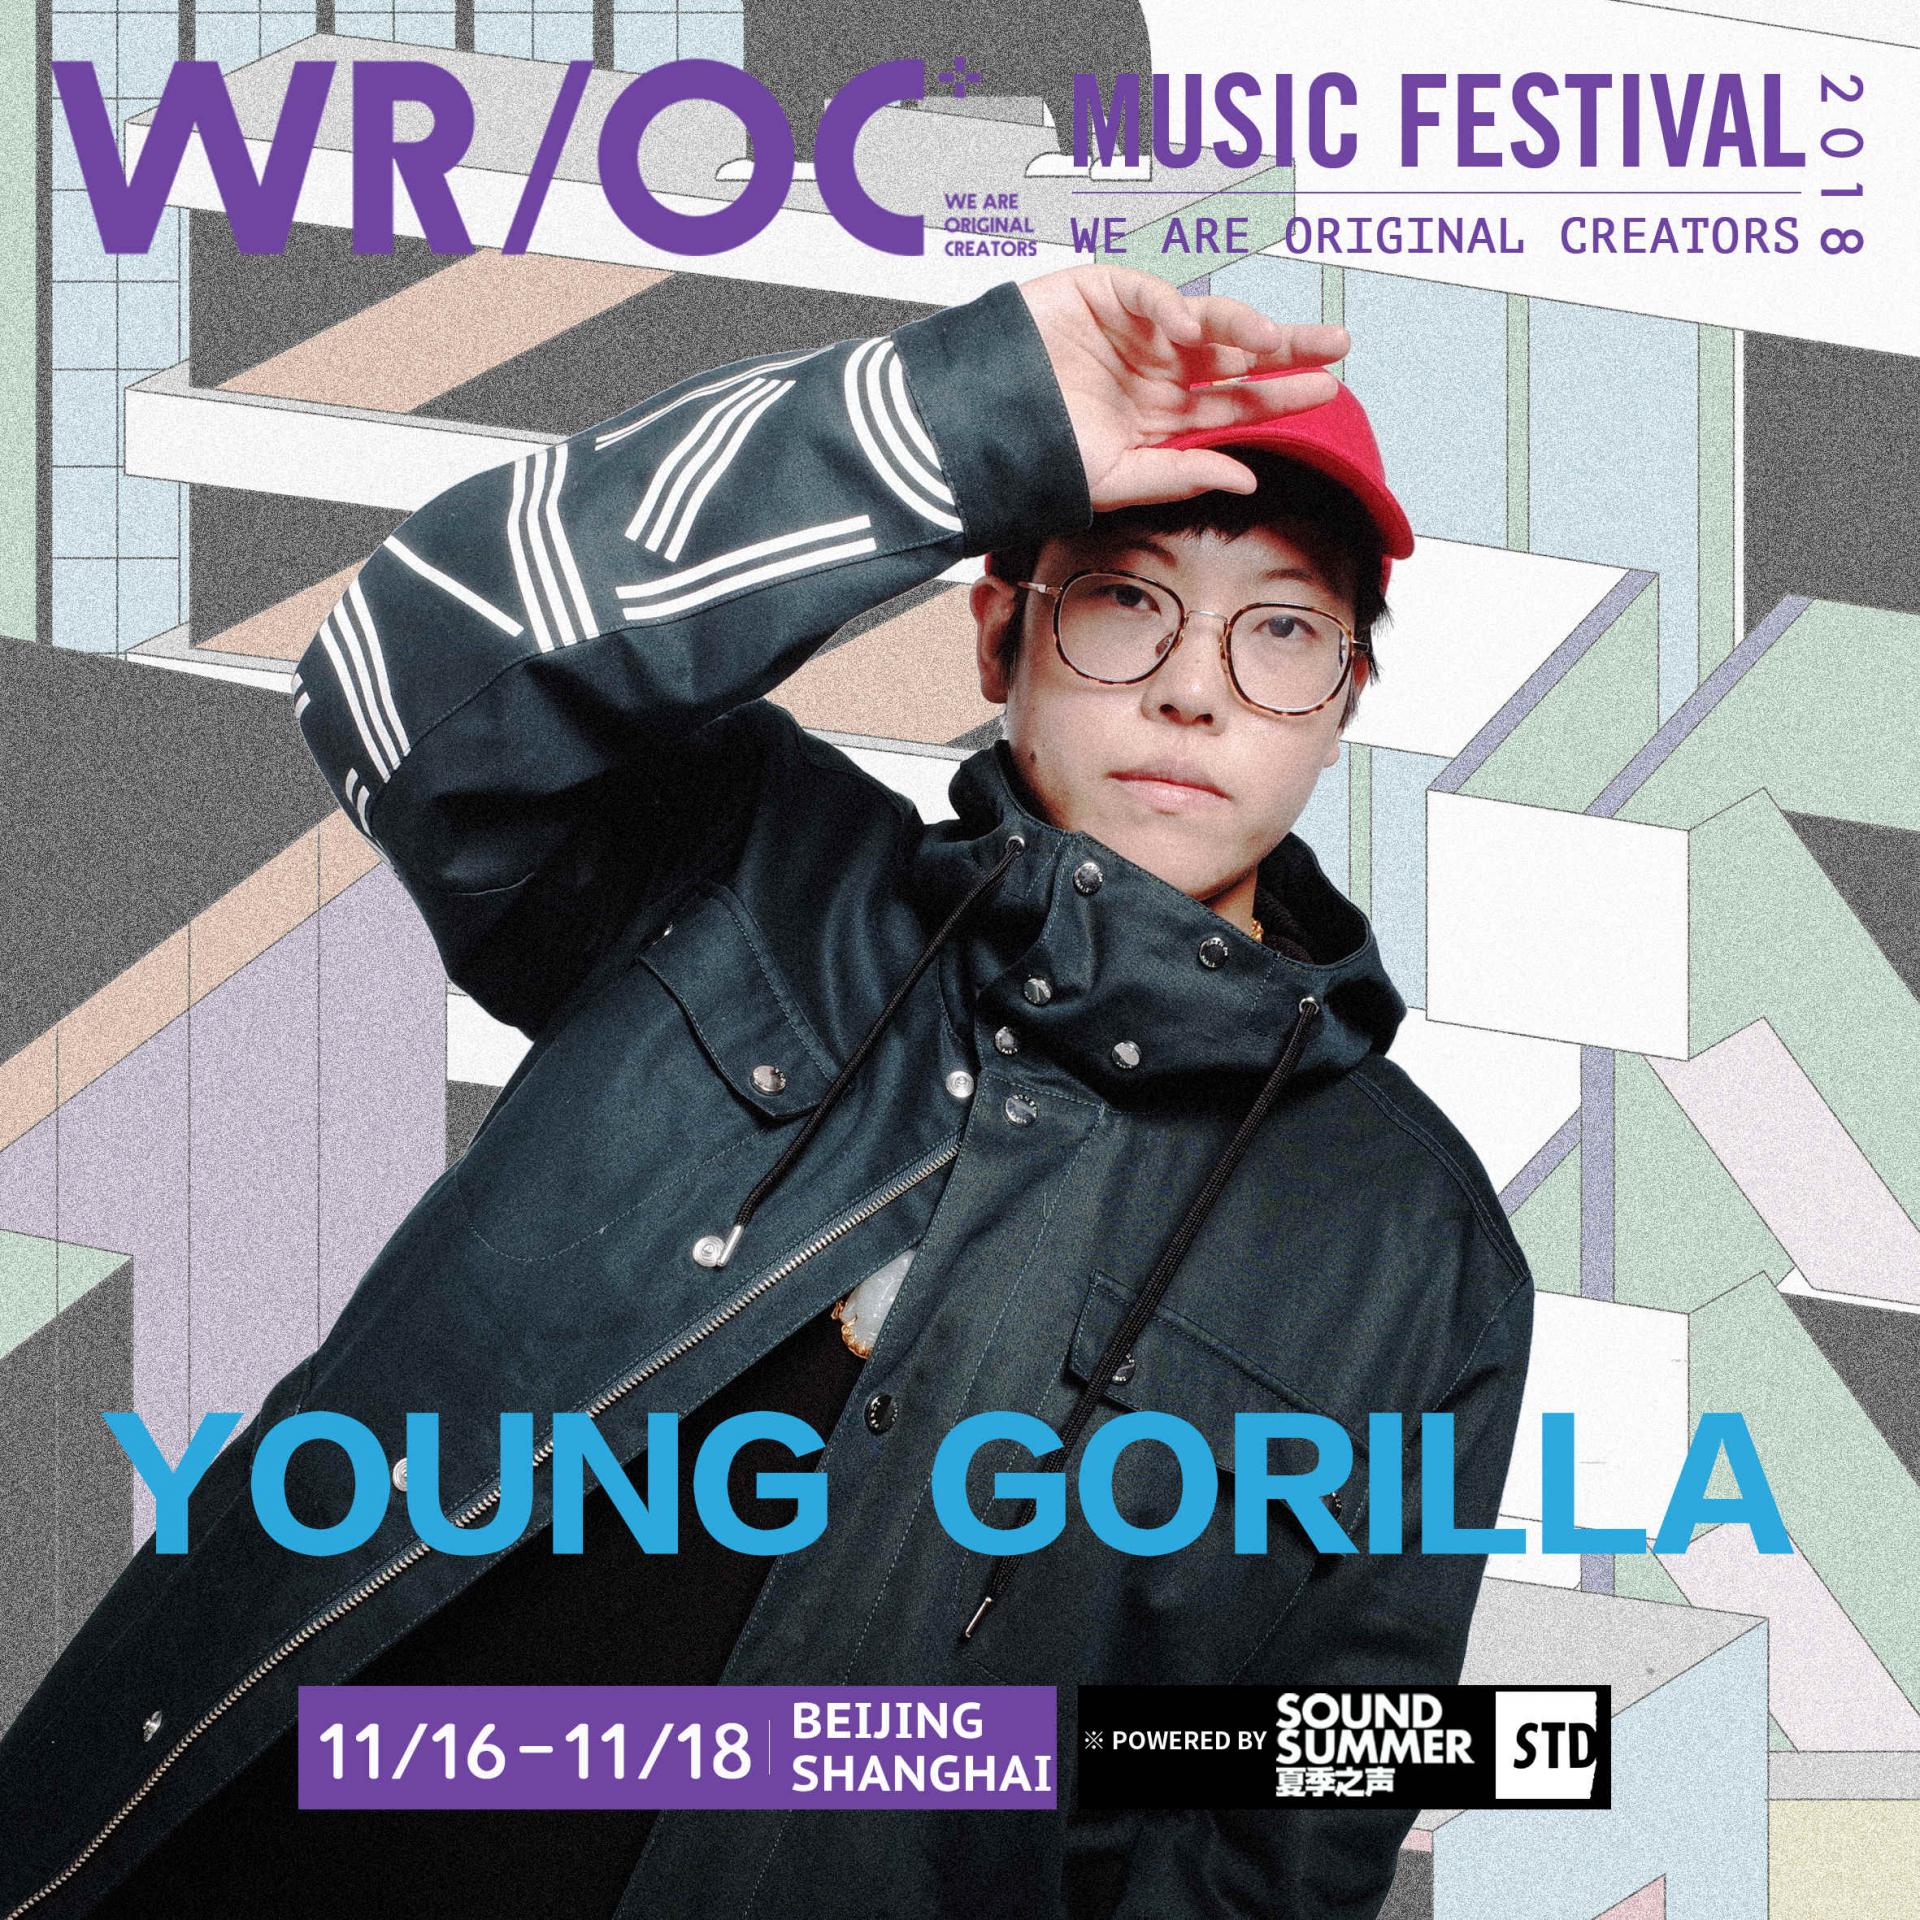 WR/OC+
WE ARE
ORIGINAL
CREATORS
MUSIC FESTIVAL
WE ARE ORIGINAL CREATORS
2018
YOUNG GORILLA
11/16-11/18
BEIJING
SHANGHAI
※ POWERED BY
SOUND
SUMMER
夏季之声
STD